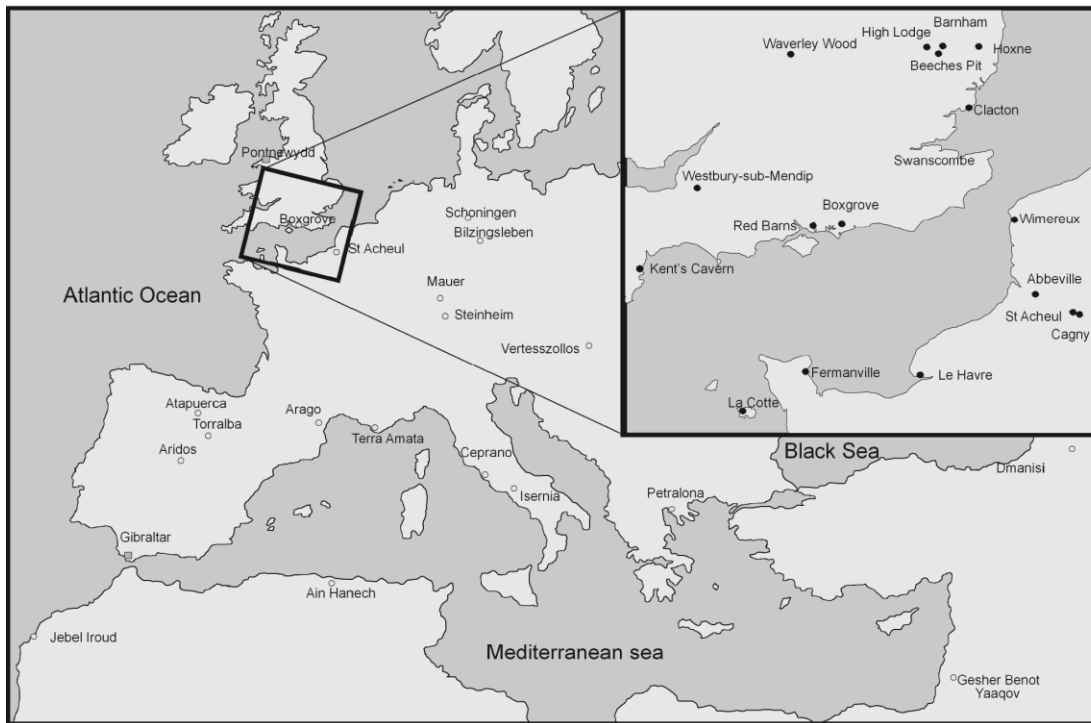 Barnham
High Lodge
Waverley Wood
Hoxne
Beeches Pit
Clacton
Swanscombe
Westbury-sub-Mendip
Boxgrove
Red Barns
Wimereux
Kent's Cavern
Abbeville
St Acheul
Cagny
Fermanville
Le Havre
La Cotte
Pontnewydd
Boxgrove
Schoningen
Bilzingsleben
St Acheul
Mauer
Atlantic Ocean
Steinheim
Vertesszollos
Atapuerca
Arago
Torralba
Terra Amata
Aridos
Ceprano
Isernia
Black Sea
Dmanisi
Petralona
Gibraltar
Ain Hanech
Jebel Iroud
Mediterranean sea
Gesher Benot
Yaaqov